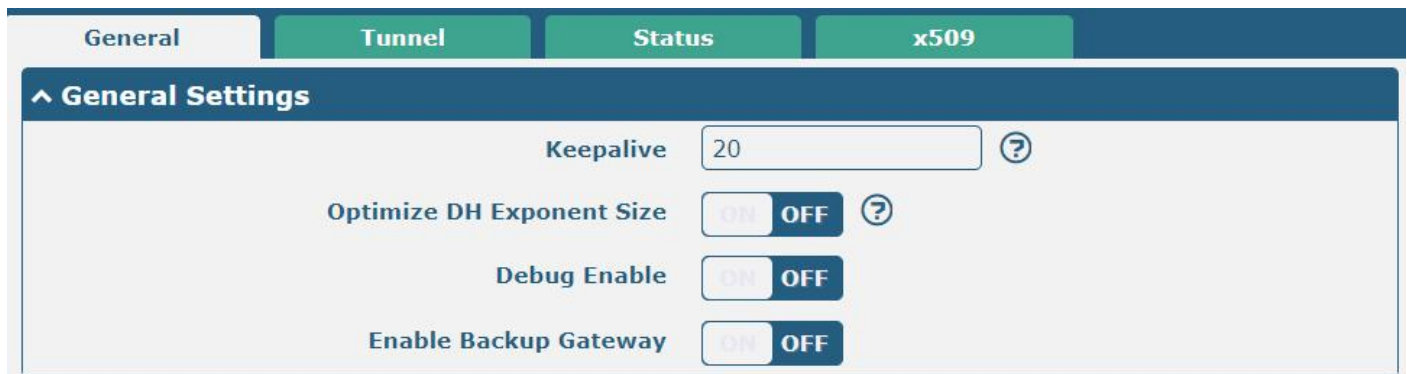 General Tunnel Status x509
General Settings
Keepalive 20 ?
Optimize DH Exponent Size ON OFF ?
Debug Enable ON OFF
Enable Backup Gateway ON OFF